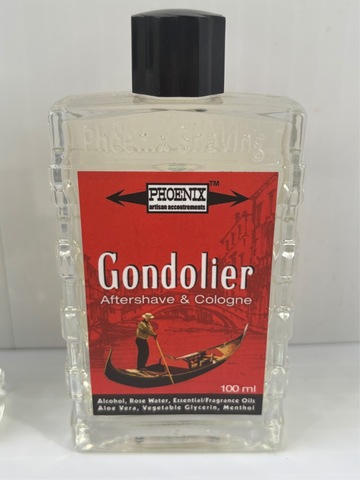 Phoenix Shaving
PHOENIX™
artisan accoutrements
Gondolier
Aftershave & Cologne
100 ml
Alcohol, Rose Water, Essential/Fragrance Oils
Aloe Vera, Vegetable Glycerin, Menthol